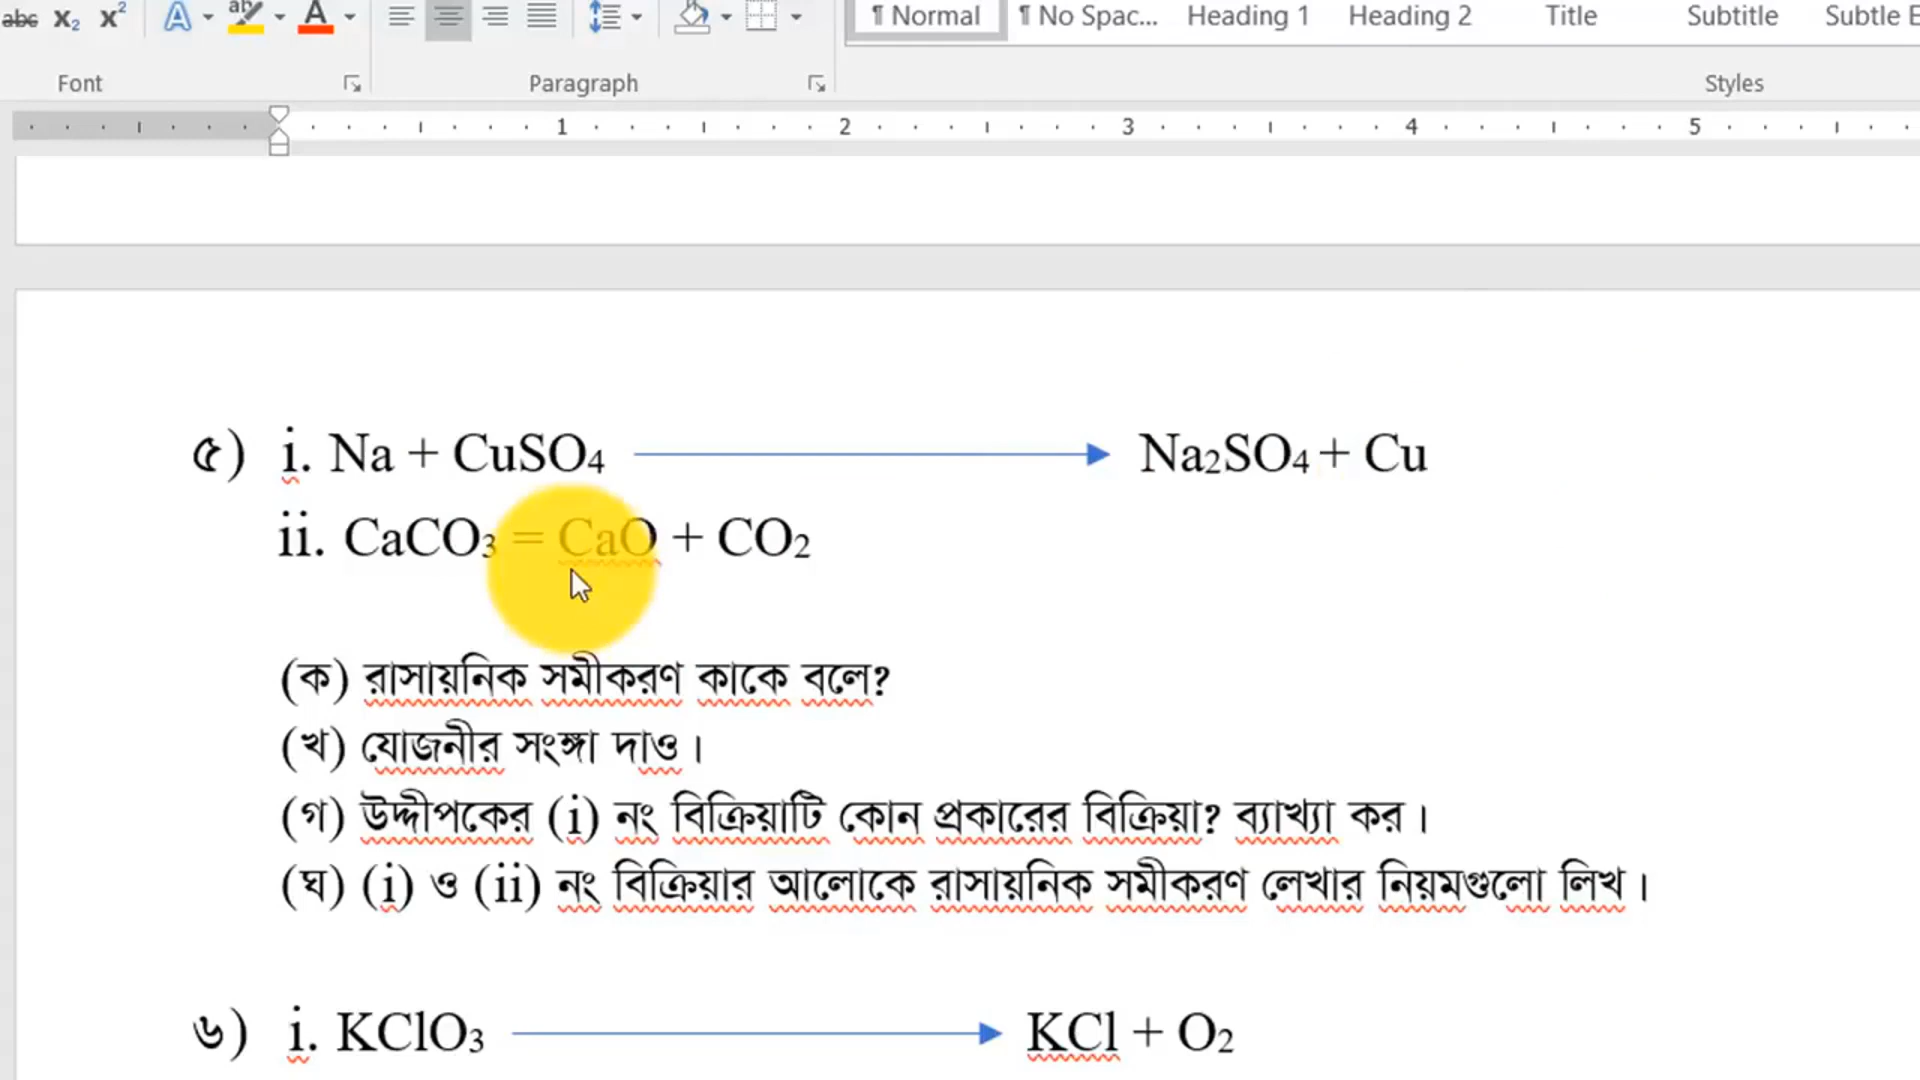 abc x₂ x² A ab A ¶ Normal ¶ No Spac... Heading 1 Heading 2 Title Subtitle Subtle E
Font Paragraph Styles
1 2 3 4 5
৫) i. Na + CuSO₄ Na₂SO₄ + Cu
ii. CaCO₃ = CaO + CO₂
(ক) রাসায়নিক সমীকরণ কাকে বলে?
(খ) যোজনীর সংঙ্গা দাও।
(গ) উদ্দীপকের (i) নং বিক্রিয়াটি কোন প্রকারের বিক্রিয়া? ব্যাখ্যা কর।
(ঘ) (i) ও (ii) নং বিক্রিয়ার আলোকে রাসায়নিক সমীকরণ লেখার নিয়মগুলো লিখ।
৬) i. KClO₃ KCl + O₂